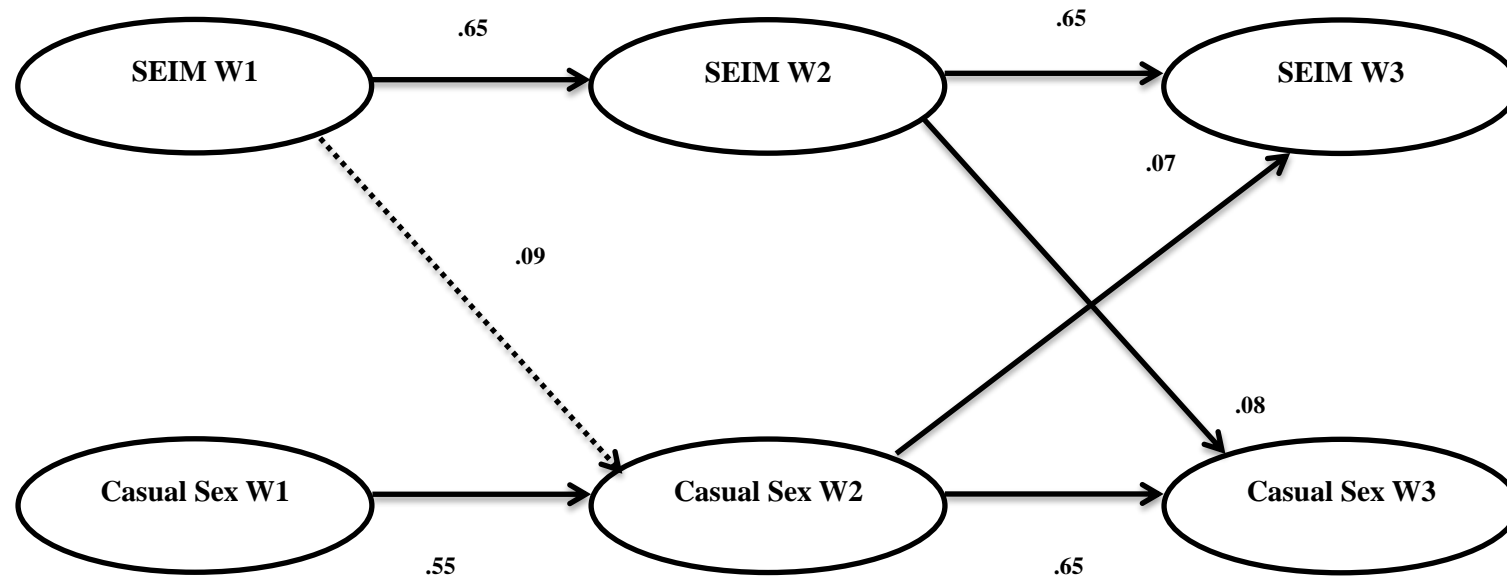 .65
.65
SEIM W1
SEIM W2
SEIM W3
.07
.09
.08
Casual Sex W1
Casual Sex W2
Casual Sex W3
.55
.65